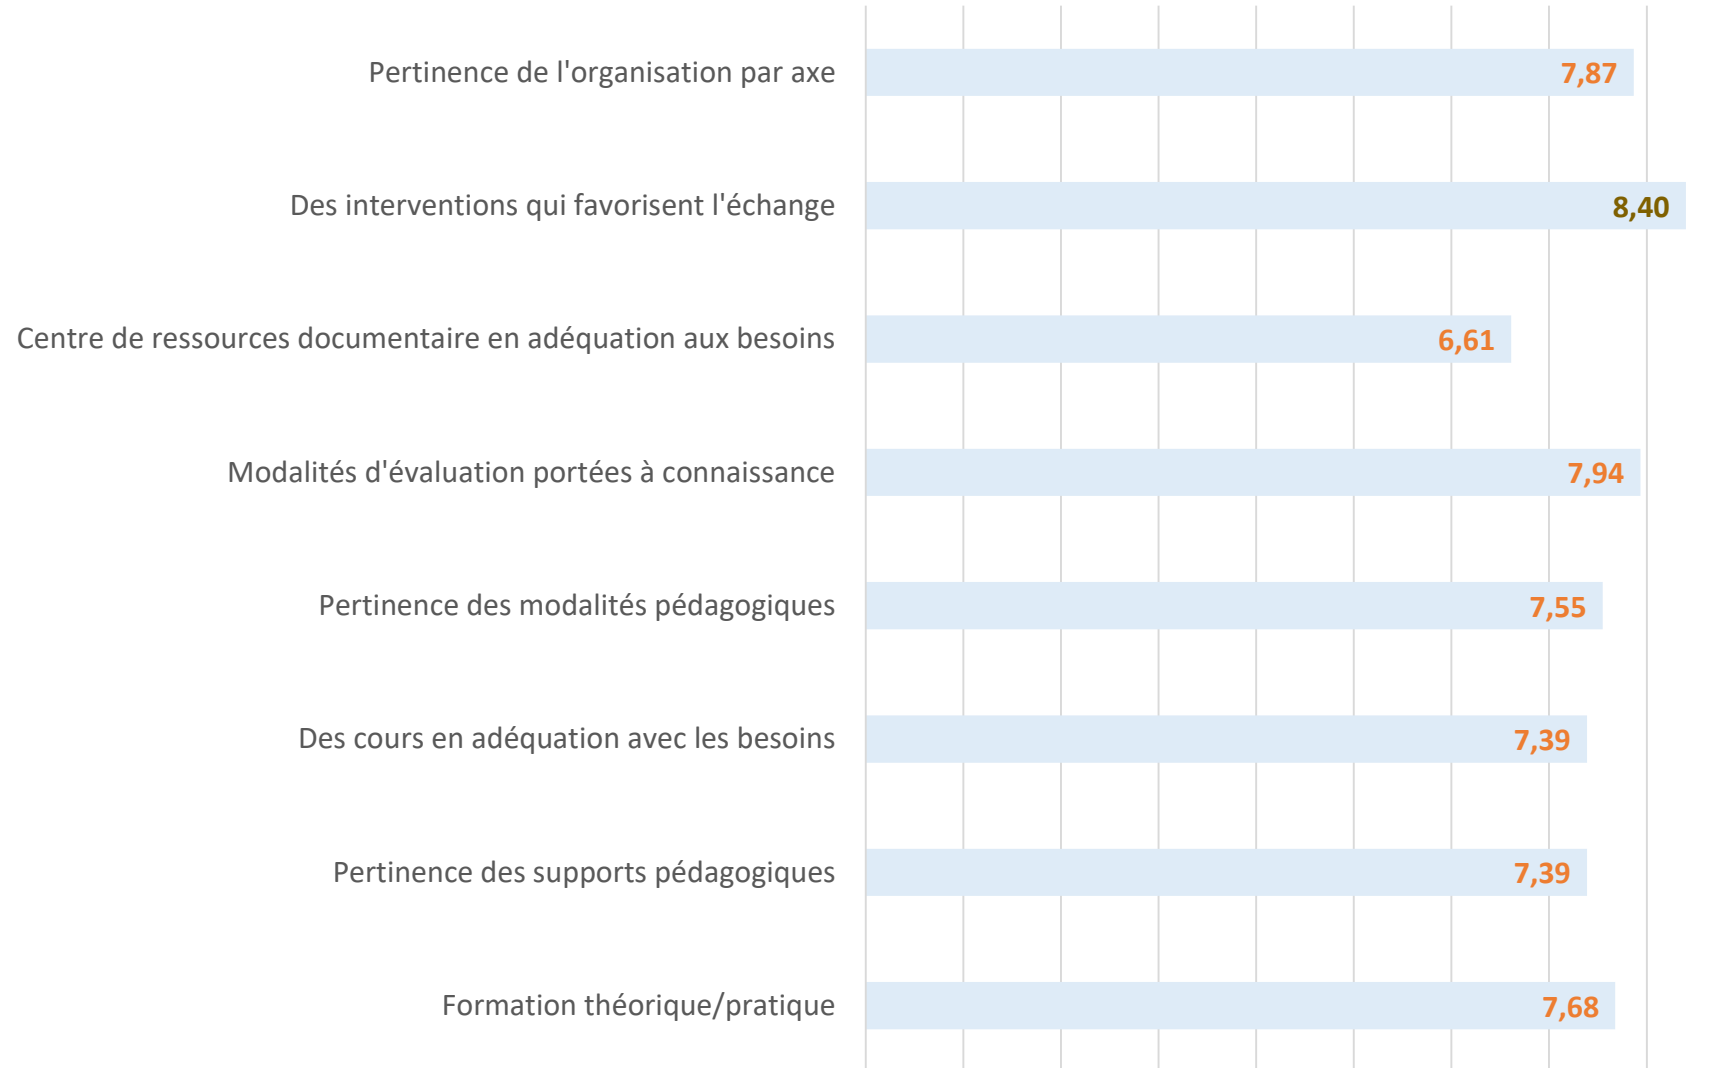 Pertinence de l'organisation par axe 7,87
Des interventions qui favorisent l'échange 8,40
Centre de ressources documentaire en adéquation aux besoins 6,61
Modalités d'évaluation portées à connaissance 7,94
Pertinence des modalités pédagogiques 7,55
Des cours en adéquation avec les besoins 7,39
Pertinence des supports pédagogiques 7,39
Formation théorique/pratique 7,68